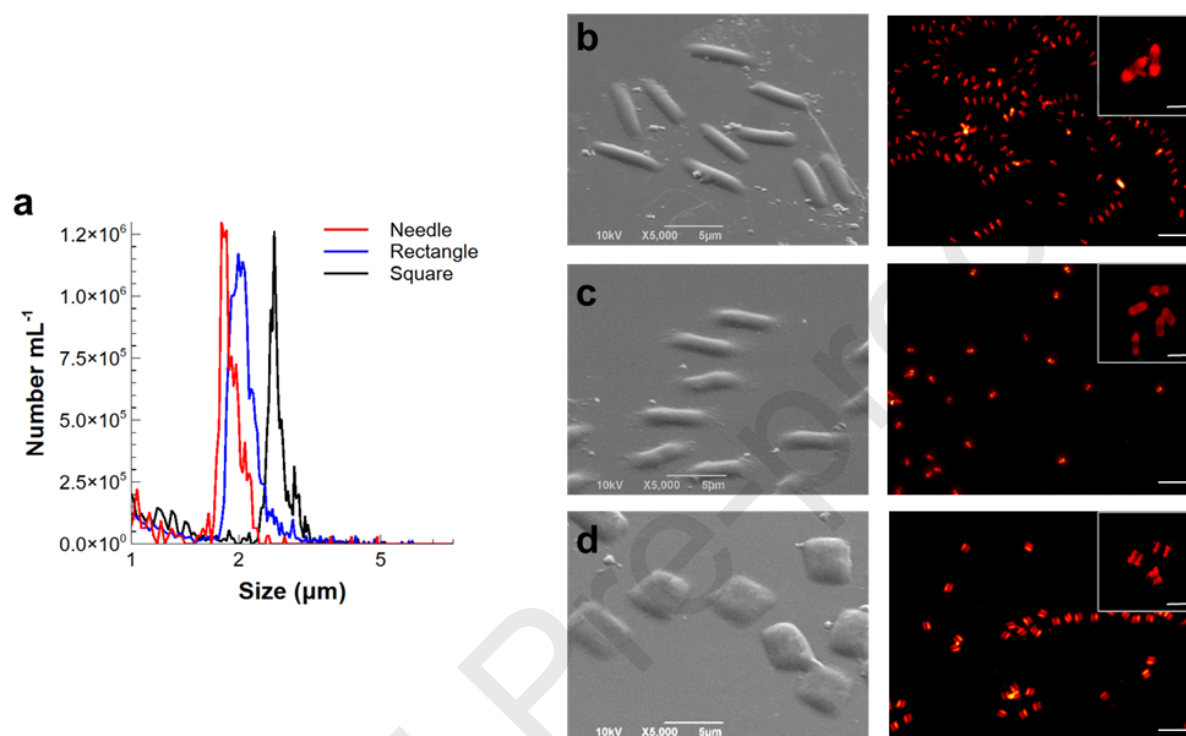 a
Number mL⁻¹
1.2×10⁶
1.0×10⁶
7.5×10⁵
5.0×10⁵
2.5×10⁵
0.0×10⁰
1 2 5
Size (µm)
Needle
Rectangle
Square
b
10kV X5,000 5µm
c
10kV X5,000 5µm
d
10kV X5,000 5µm
Pre-pro